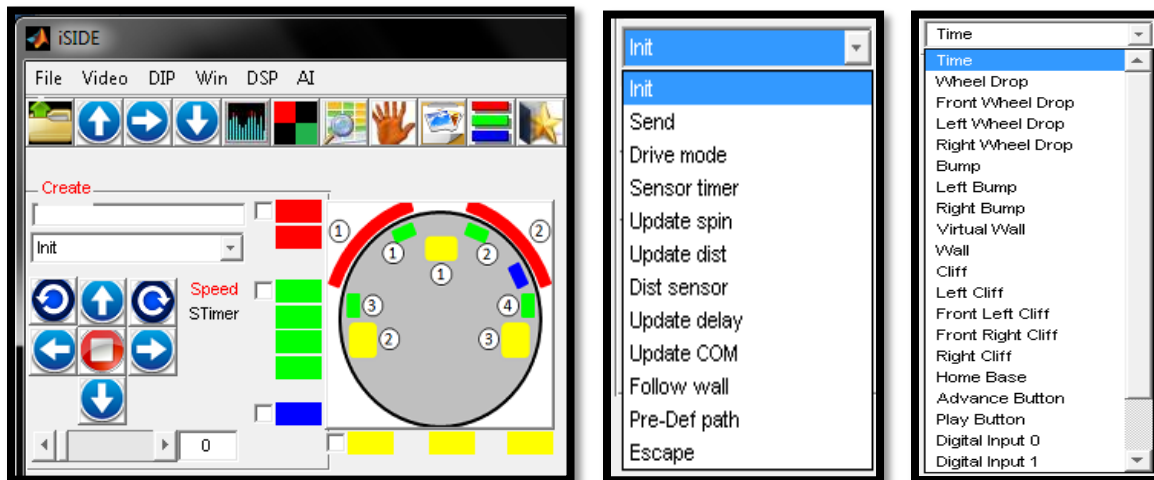 iSIDE
File Video DIP Win DSP AI
Create
Init
Speed
STimer
0
1
2
1
2
1
3
4
2
3
Init
Init
Send
Drive mode
Sensor timer
Update spin
Update dist
Dist sensor
Update delay
Update COM
Follow wall
Pre-Def path
Escape
Time
Time
Wheel Drop
Front Wheel Drop
Left Wheel Drop
Right Wheel Drop
Bump
Left Bump
Right Bump
Virtual Wall
Wall
Cliff
Left Cliff
Front Left Cliff
Front Right Cliff
Right Cliff
Home Base
Advance Button
Play Button
Digital Input 0
Digital Input 1